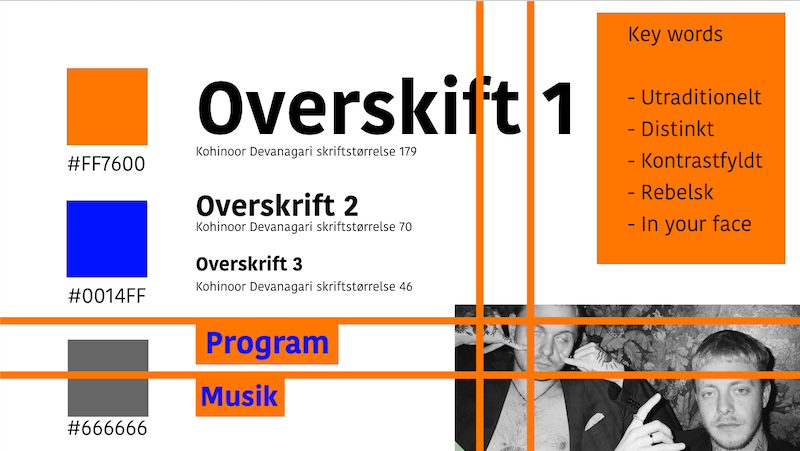 #FF7600
#0014FF
#666666
Overskift 1
Kohinoor Devanagari skriftstørrelse 179
Overskrift 2
Kohinoor Devanagari skriftstørrelse 70
Overskrift 3
Kohinoor Devanagari skriftstørrelse 46
Program
Musik
Key words
- Utraditionelt
- Distinkt
- Kontrastfyldt
- Rebelsk
- In your face